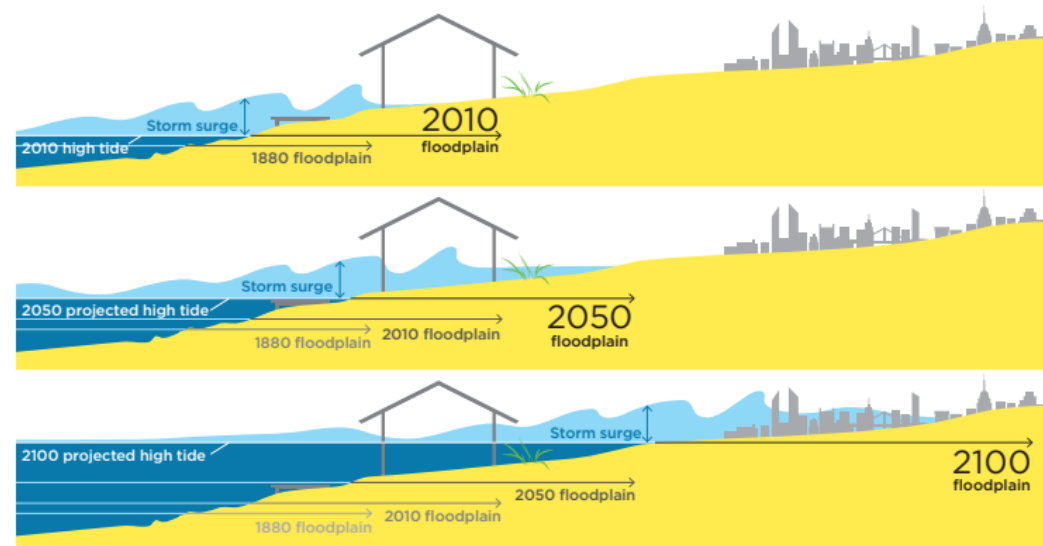 Storm surge
2010 high tide
2010
floodplain
1880 floodplain
Storm surge
2050 projected high tide
2050
floodplain
2010 floodplain
1880 floodplain
Storm surge
2100 projected high tide
2100
floodplain
2050 floodplain
2010 floodplain
1880 floodplain